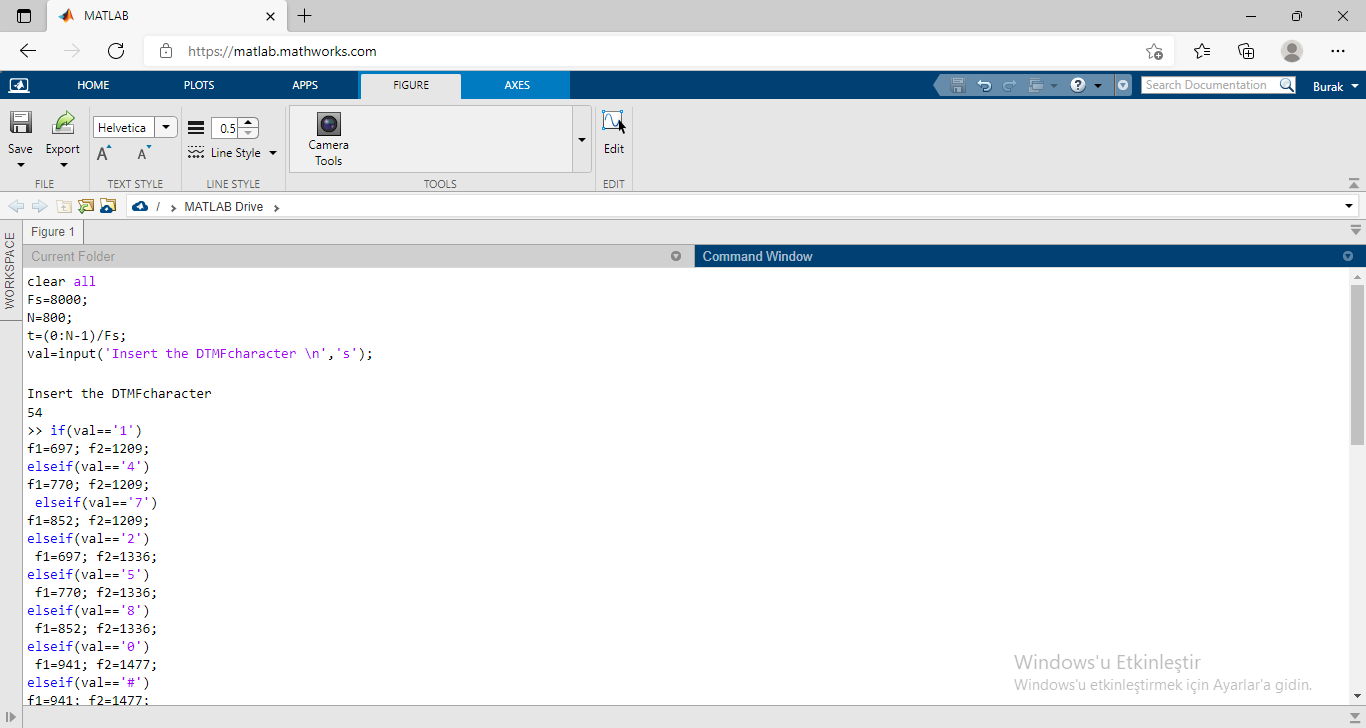 MATLAB
https://matlab.mathworks.com
HOME PLOTS APPS FIGURE AXES Search Documentation Burak
Helvetica 0.5
Save Export Line Style Camera Tools Edit
FILE TEXT STYLE LINE STYLE TOOLS EDIT
/ MATLAB Drive
WORKSPACE
Figure 1
Current Folder Command Window
clear all
Fs=8000;
N=800;
t=(0:N-1)/Fs;
val=input('Insert the DTMFcharacter \n','s');
Insert the DTMFcharacter
54
>> if(val=='1')
f1=697; f2=1209;
elseif(val=='4')
f1=770; f2=1209;
elseif(val=='7')
f1=852; f2=1209;
elseif(val=='2')
f1=697; f2=1336;
elseif(val=='5')
f1=770; f2=1336;
elseif(val=='8')
f1=852; f2=1336;
elseif(val=='0')
f1=941; f2=1477;
elseif(val=='#')
f1=941; f2=1477;
Windows'u Etkinleştir
Windows'u etkinleştirmek için Ayarlar'a gidin.